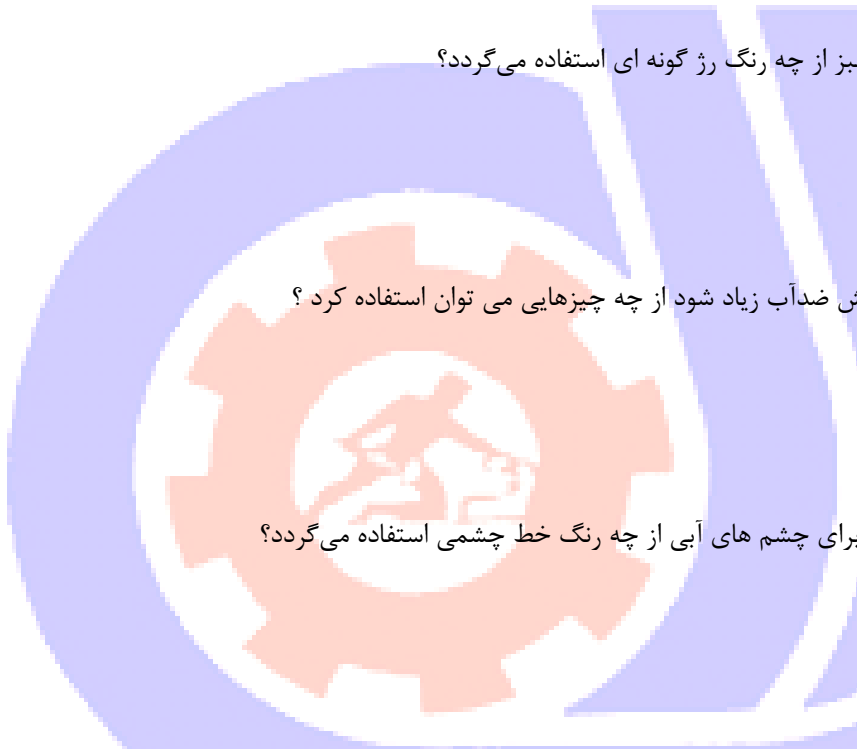 از چه رنگ رژ گونه ای استفاده می‌گردد؟
ضدآب زیاد شود از چه چیزهایی می توان استفاده کرد ؟
برای چشم های آبی از چه رنگ خط چشمی استفاده می‌گردد؟